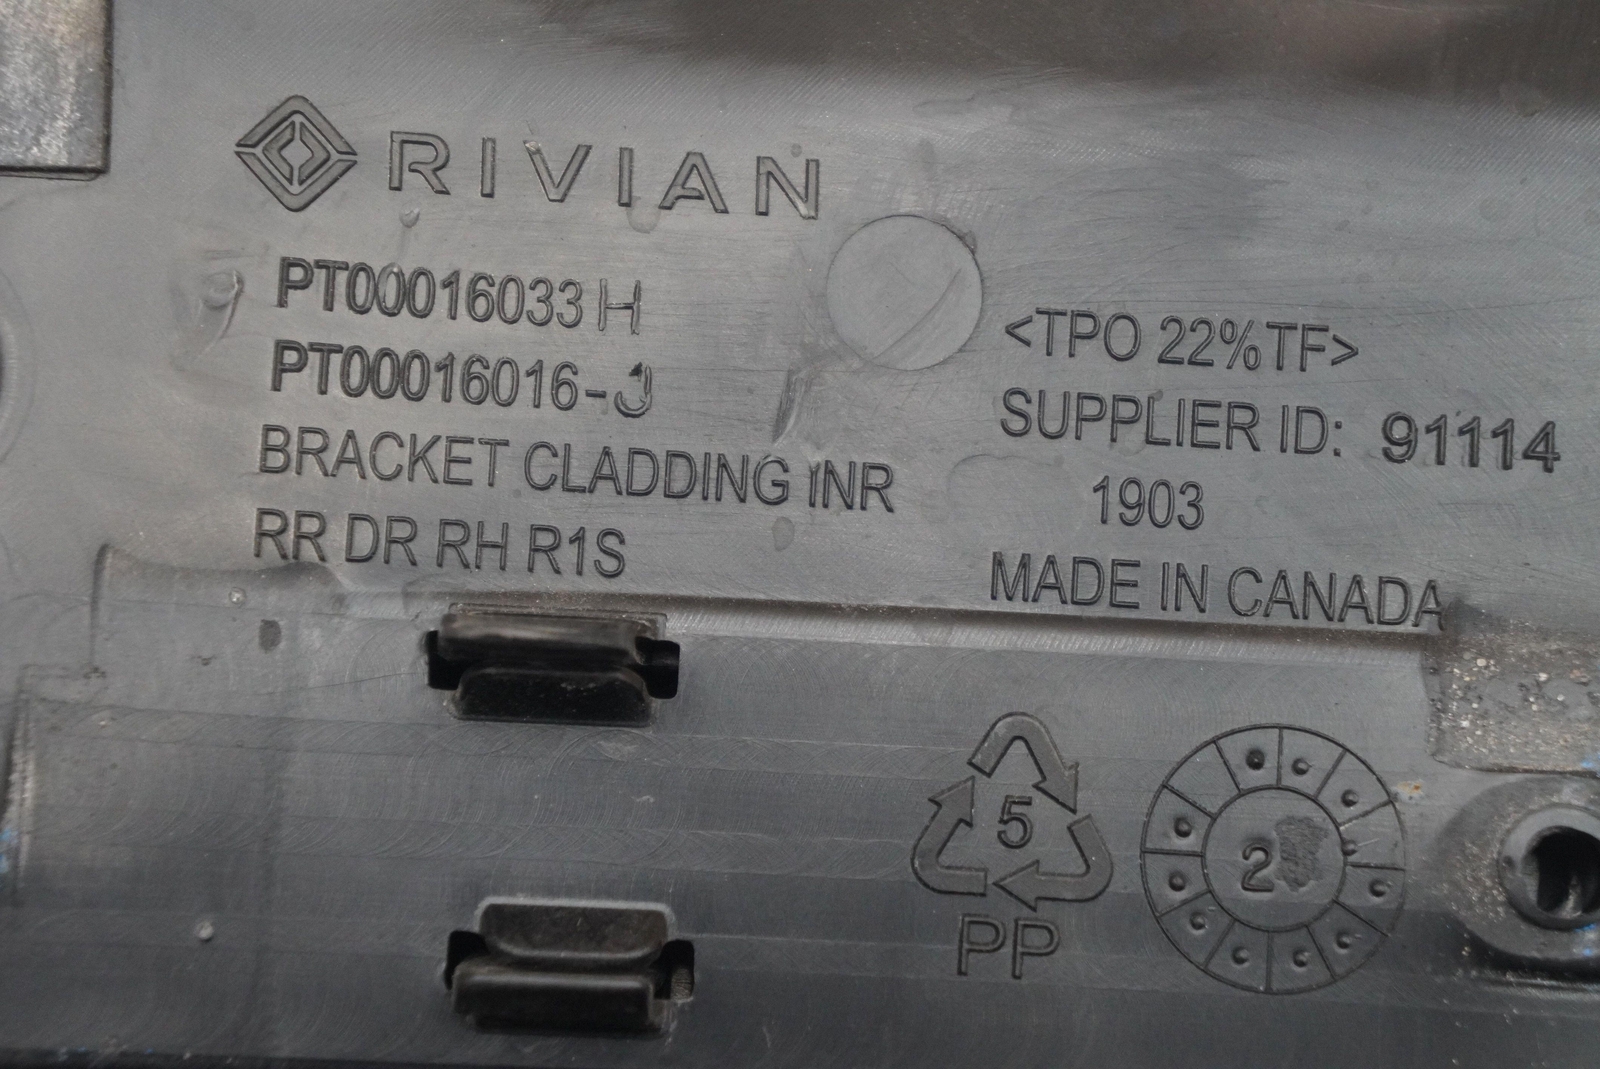 RIVIAN
PT00016033 H
PT00016016-J
BRACKET CLADDING INR
RR DR RH R1S
<TPO 22%TF>
SUPPLIER ID: 91114
1903
MADE IN CANADA
5
PP